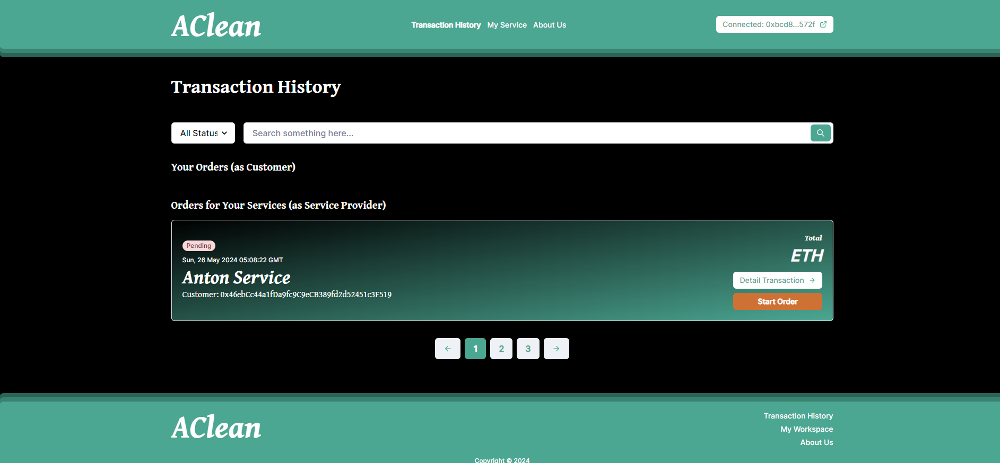 AClean
Transaction History My Service About Us
Connected: 0xbcd8...572f
Transaction History
All Status
Search something here...
Your Orders (as Customer)
Orders for Your Services (as Service Provider)
Pending
Sun, 26 May 2024 05:08:22 GMT
Anton Service
Customer: 0x46ebCc44a1fDa9fc9C9eCB389fd2d52451c3F519
Total
ETH
Detail Transaction
Start Order
1 2 3
AClean
Transaction History
My Workspace
About Us
Copyright © 2024